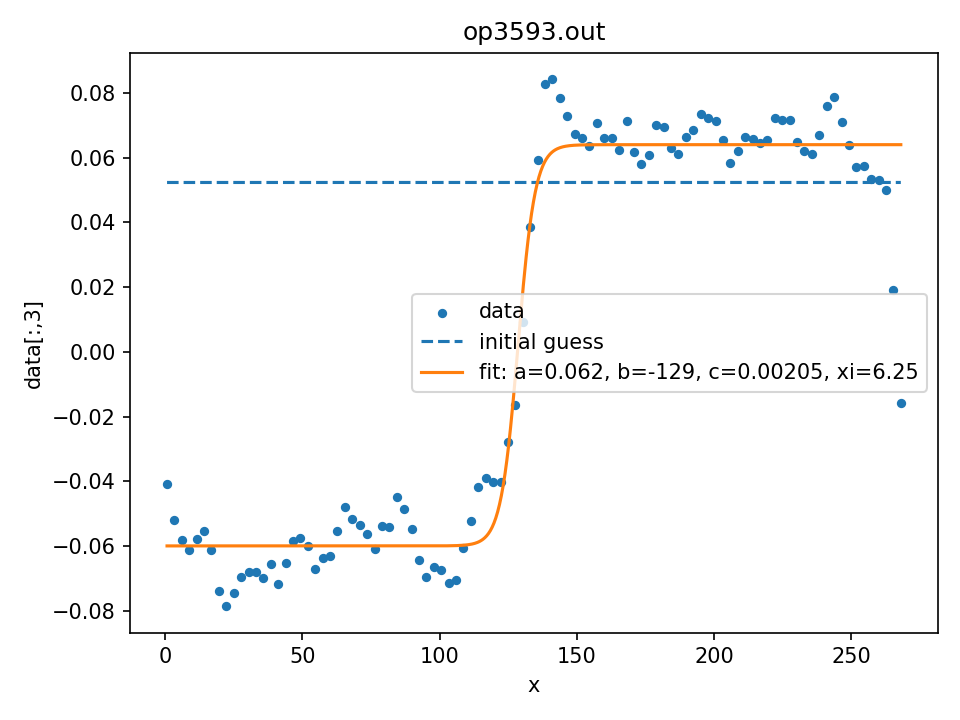 op3593.out
data[:,3]
0.08
0.06
0.04
0.02
0.00
−0.02
−0.04
−0.06
−0.08
data
initial guess
fit: a=0.062, b=-129, c=0.00205, xi=6.25
0 50 100 150 200 250
x